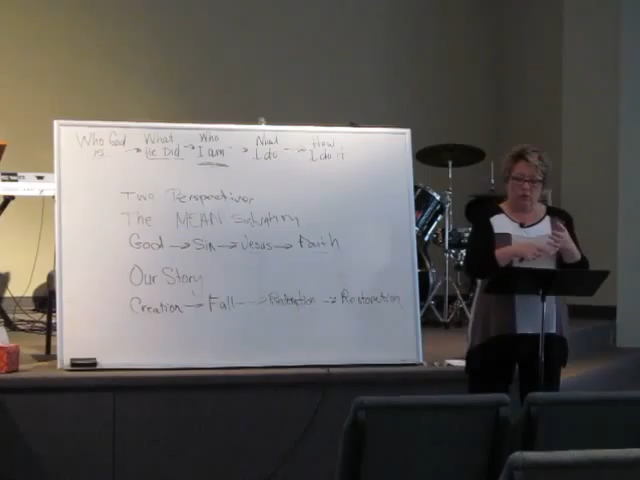 Who God is → What He Did → Who I am → What I do → How I do it
Two Perspectives
The MEAN Salvation
God → Sin → Jesus → Faith
Our Story
Creation → Fall → Redemption → Restoration